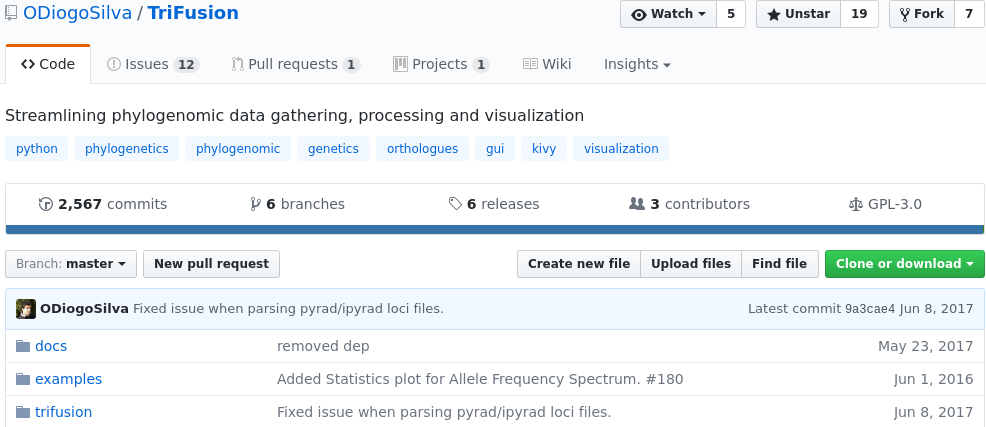 ODiogoSilva / TriFusion Watch 5 Unstar 19 Fork 7
Code Issues 12 Pull requests 1 Projects 1 Wiki Insights
Streamlining phylogenomic data gathering, processing and visualization
python phylogenetics phylogenomic genetics orthologues gui kivy visualization
2,567 commits 6 branches 6 releases 3 contributors GPL-3.0
Branch: master New pull request Create new file Upload files Find file Clone or download
ODiogoSilva Fixed issue when parsing pyrad/ipyrad loci files. Latest commit 9a3cae4 Jun 8, 2017
docs removed dep May 23, 2017
examples Added Statistics plot for Allele Frequency Spectrum. #180 Jun 1, 2016
trifusion Fixed issue when parsing pyrad/ipyrad loci files. Jun 8, 2017